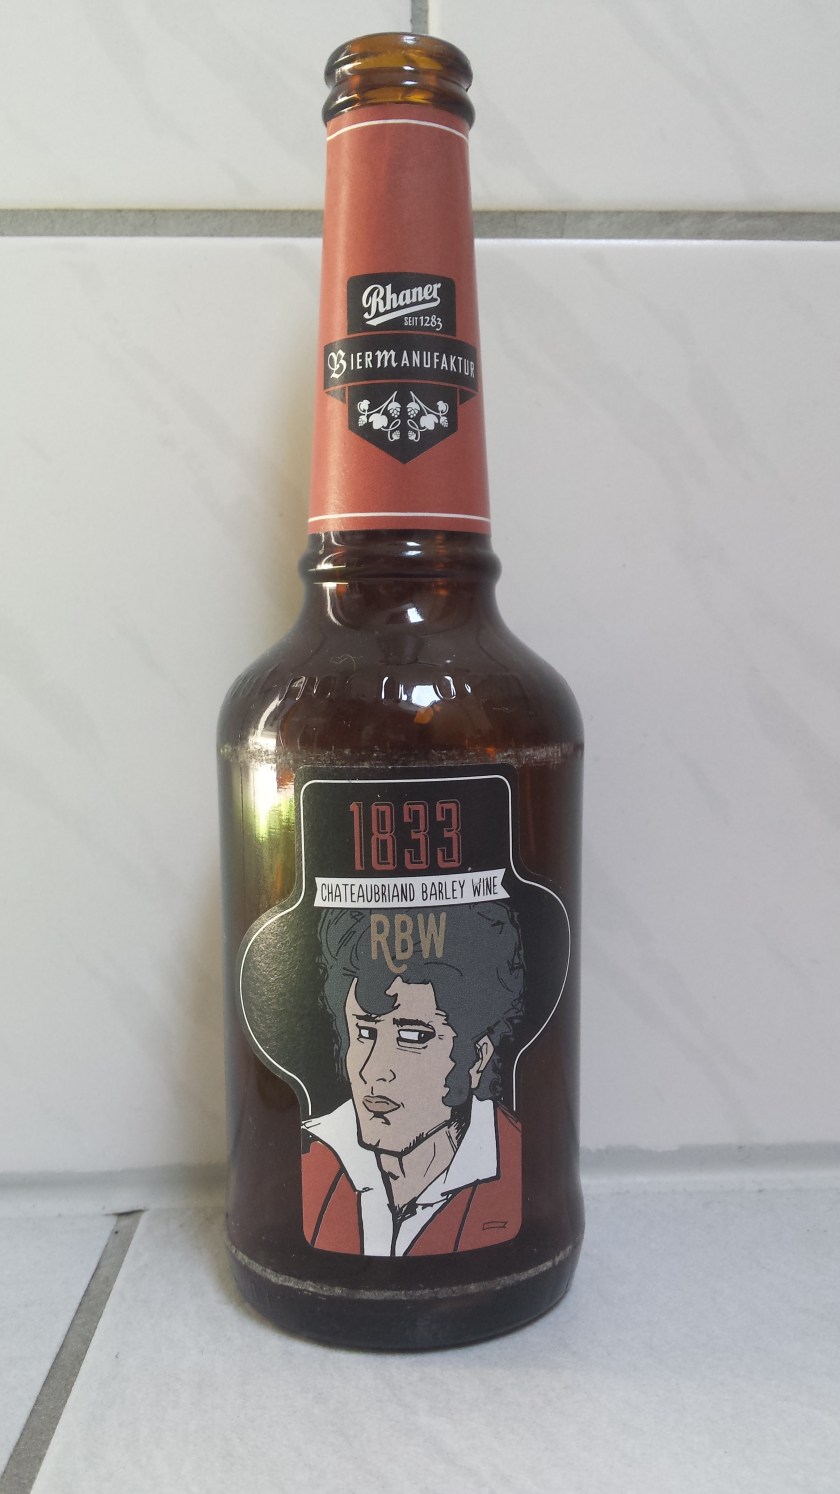 Rhaner
SEIT 1283
BIERMANUFAKTUR
1833
CHATEAUBRIAND BARLEY WINE
RBW